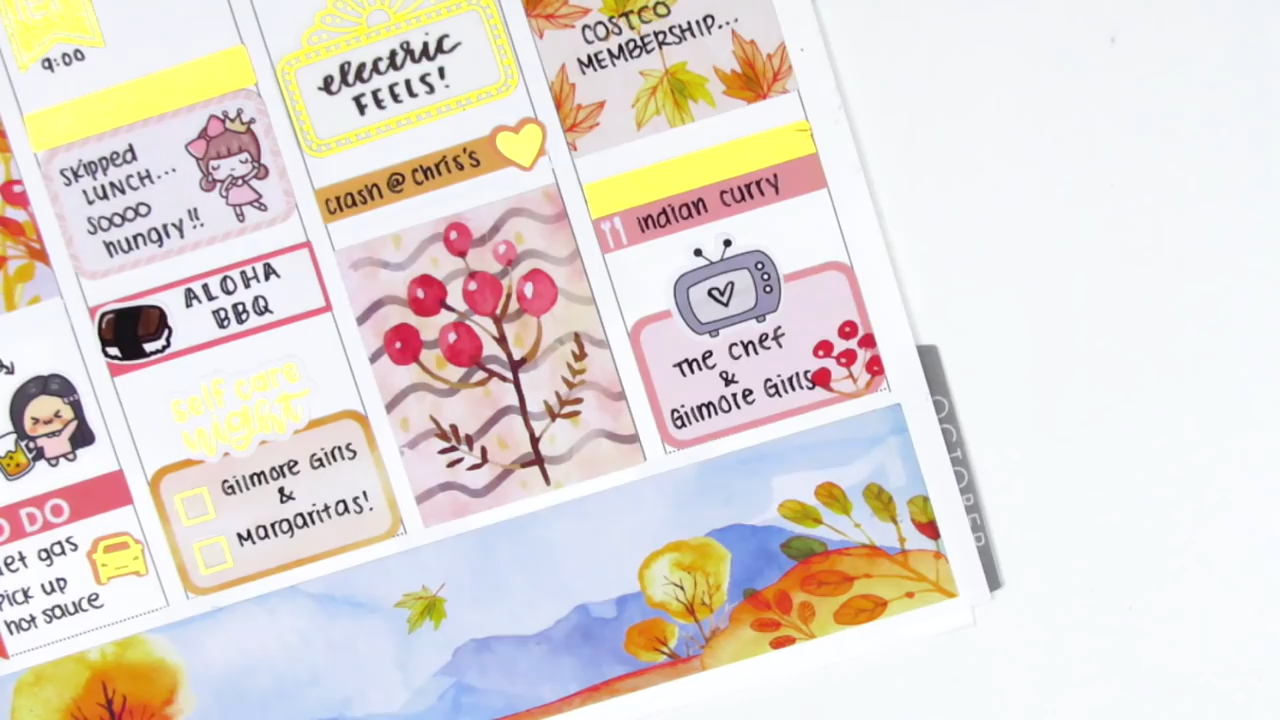 9:00
skipped
LUNCH...
soooo
hungry!!
ALOHA
BBQ
self care
night
Gilmore Girls
&
Margaritas!
O DO
et gas
pick up
hot sauce
electric
FEELS!
crash @ chris's
COSTCO
MEMBERSHIP...
indian curry
The Chef
&
Gilmore Girls
OCTOBER